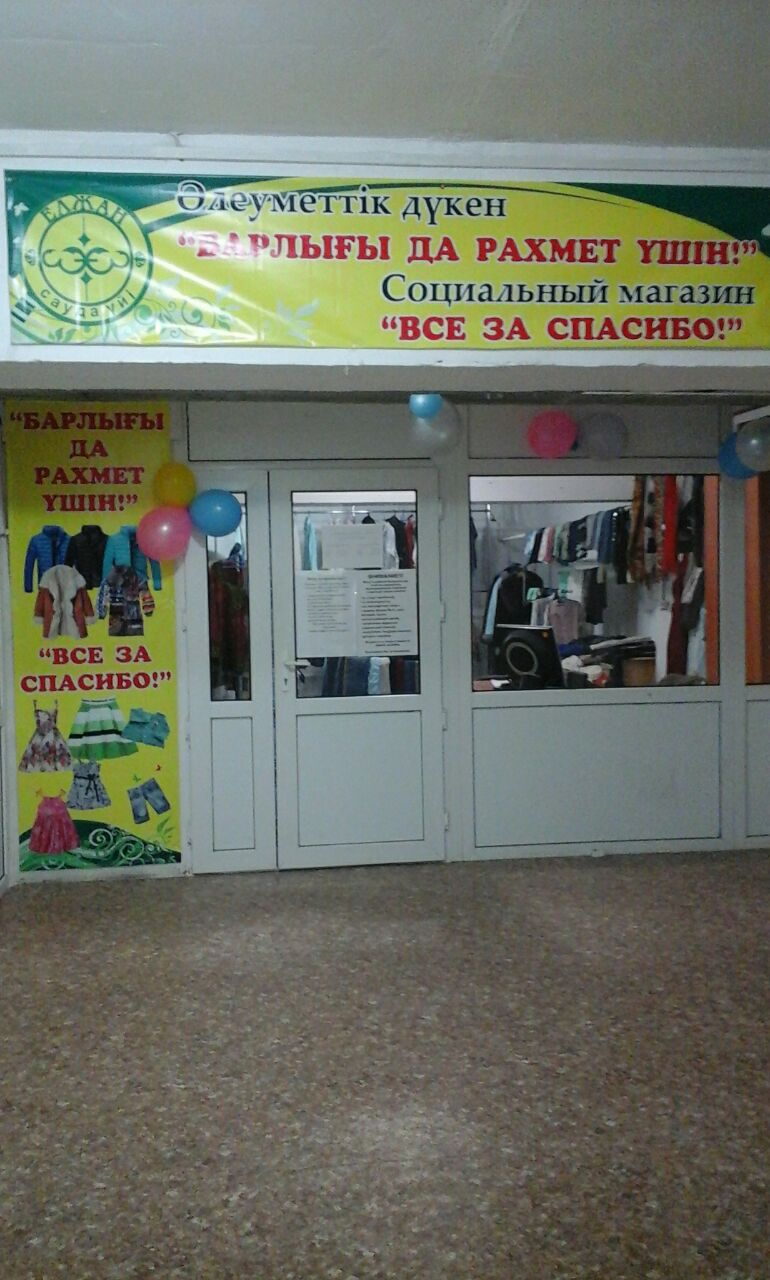 ЕЛЖАН
сауда үйі
Әлеуметтік дүкен
“БАРЛЫҒЫ ДА РАХМЕТ ҮШІН!”
Социальный магазин
“ВСЕ ЗА СПАСИБО!”
“БАРЛЫҒЫ
ДА
РАХМЕТ
ҮШІН!”
“ВСЕ ЗА
СПАСИБО!”
ВНИМАНИЕ!!!